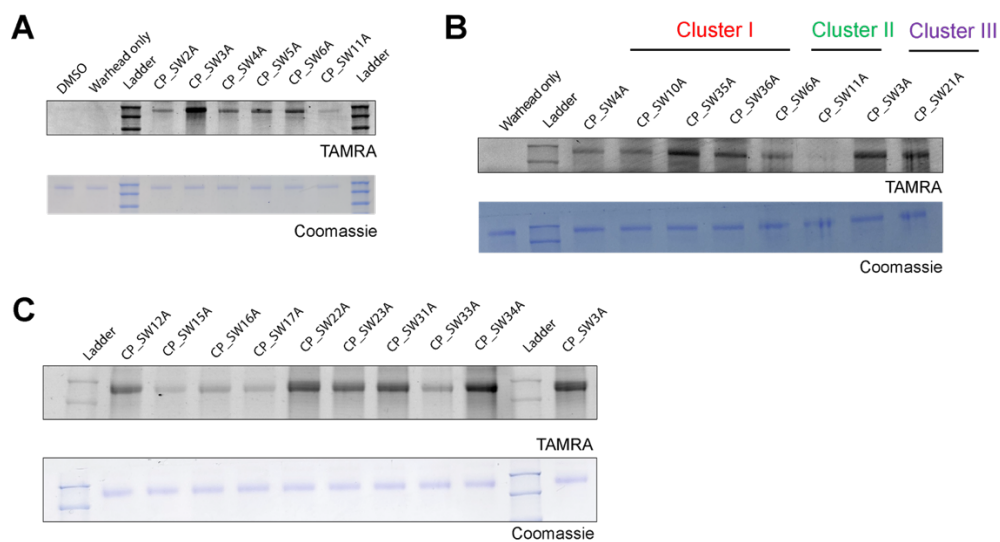 A
DMSO
Warhead only
Ladder
CP_SW2A
CP_SW3A
CP_SW4A
CP_SW5A
CP_SW6A
CP_SW11A
Ladder
TAMRA
Coomassie
B
Cluster I
Cluster II
Cluster III
Warhead only
Ladder
CP_SW4A
CP_SW10A
CP_SW35A
CP_SW36A
CP_SW6A
CP_SW11A
CP_SW3A
CP_SW21A
TAMRA
Coomassie
C
Ladder
CP_SW12A
CP_SW15A
CP_SW16A
CP_SW17A
CP_SW22A
CP_SW23A
CP_SW31A
CP_SW33A
CP_SW34A
Ladder
CP_SW3A
TAMRA
Coomassie